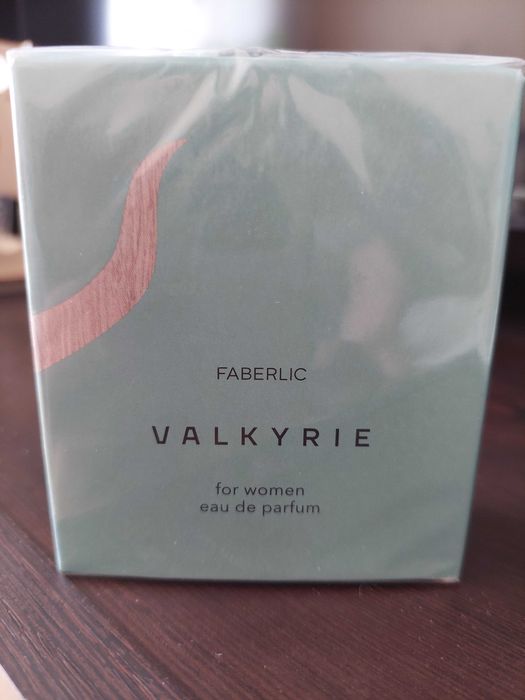 FABERLIC
VALKYRIE
for women
eau de parfum